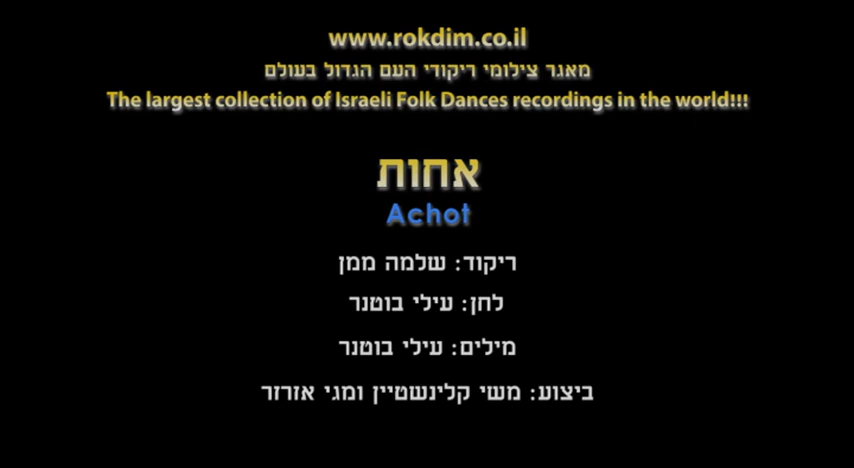 www.rokdim.co.il
מאגר צילומי ריקודי העם הגדול בעולם
The largest collection of Israeli Folk Dances recordings in the world!!!
אחות
Achot
ריקוד: שלמה ממן
לחן: עילי בוטנר
מילים: עילי בוטנר
ביצוע: משי קלינשטיין ומגי אזרזר